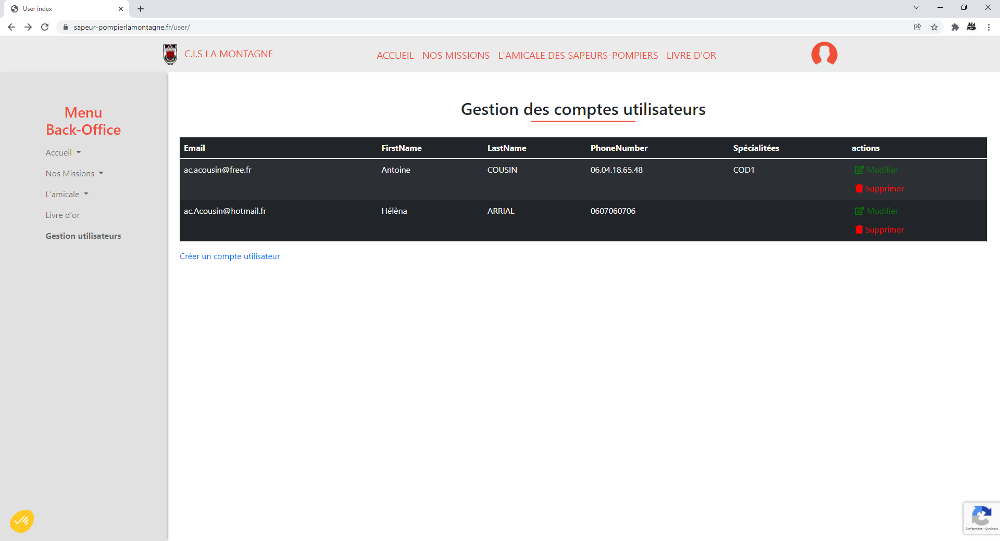 User index
sapeur-pompierlamontagne.fr/user/
C.I.S LA MONTAGNE
ACCUEIL NOS MISSIONS L'AMICALE DES SAPEURS-POMPIERS LIVRE D'OR
Menu
Back-Office
Accueil
Nos Missions
L'amicale
Livre d'or
Gestion utilisateurs
Gestion des comptes utilisateurs
Email FirstName LastName PhoneNumber Spécialitées actions
ac.acousin@free.fr Antoine COUSIN 06.04.18.65.48 COD1 Modifier
Supprimer
ac.Acousin@hotmail.fr Hélèna ARRIAL 0607060706 Modifier
Supprimer
Créer un compte utilisateur
Confidentialité - Conditions